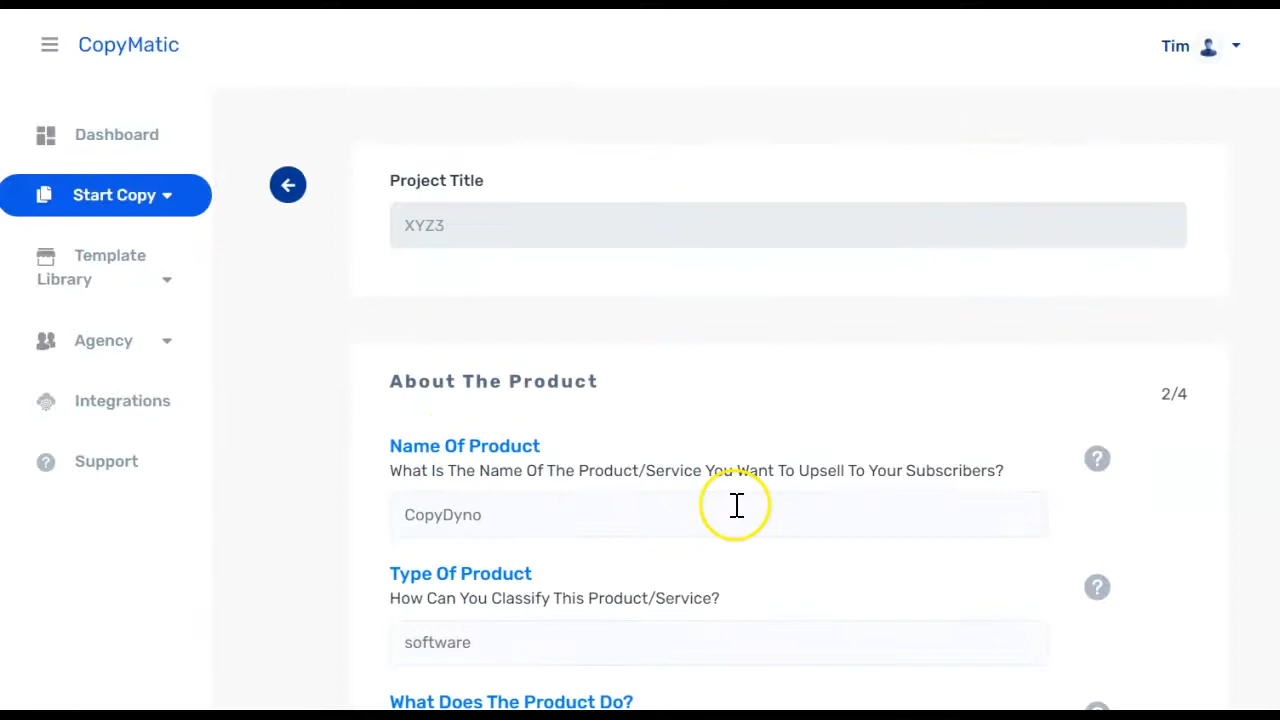 CopyMatic
Tim
Dashboard
Start Copy
Template
Library
Agency
Integrations
Support
Project Title
XYZ3
About The Product
2/4
Name Of Product
What Is The Name Of The Product/Service You Want To Upsell To Your Subscribers?
?
CopyDyno
Type Of Product
How Can You Classify This Product/Service?
?
software
What Does The Product Do?